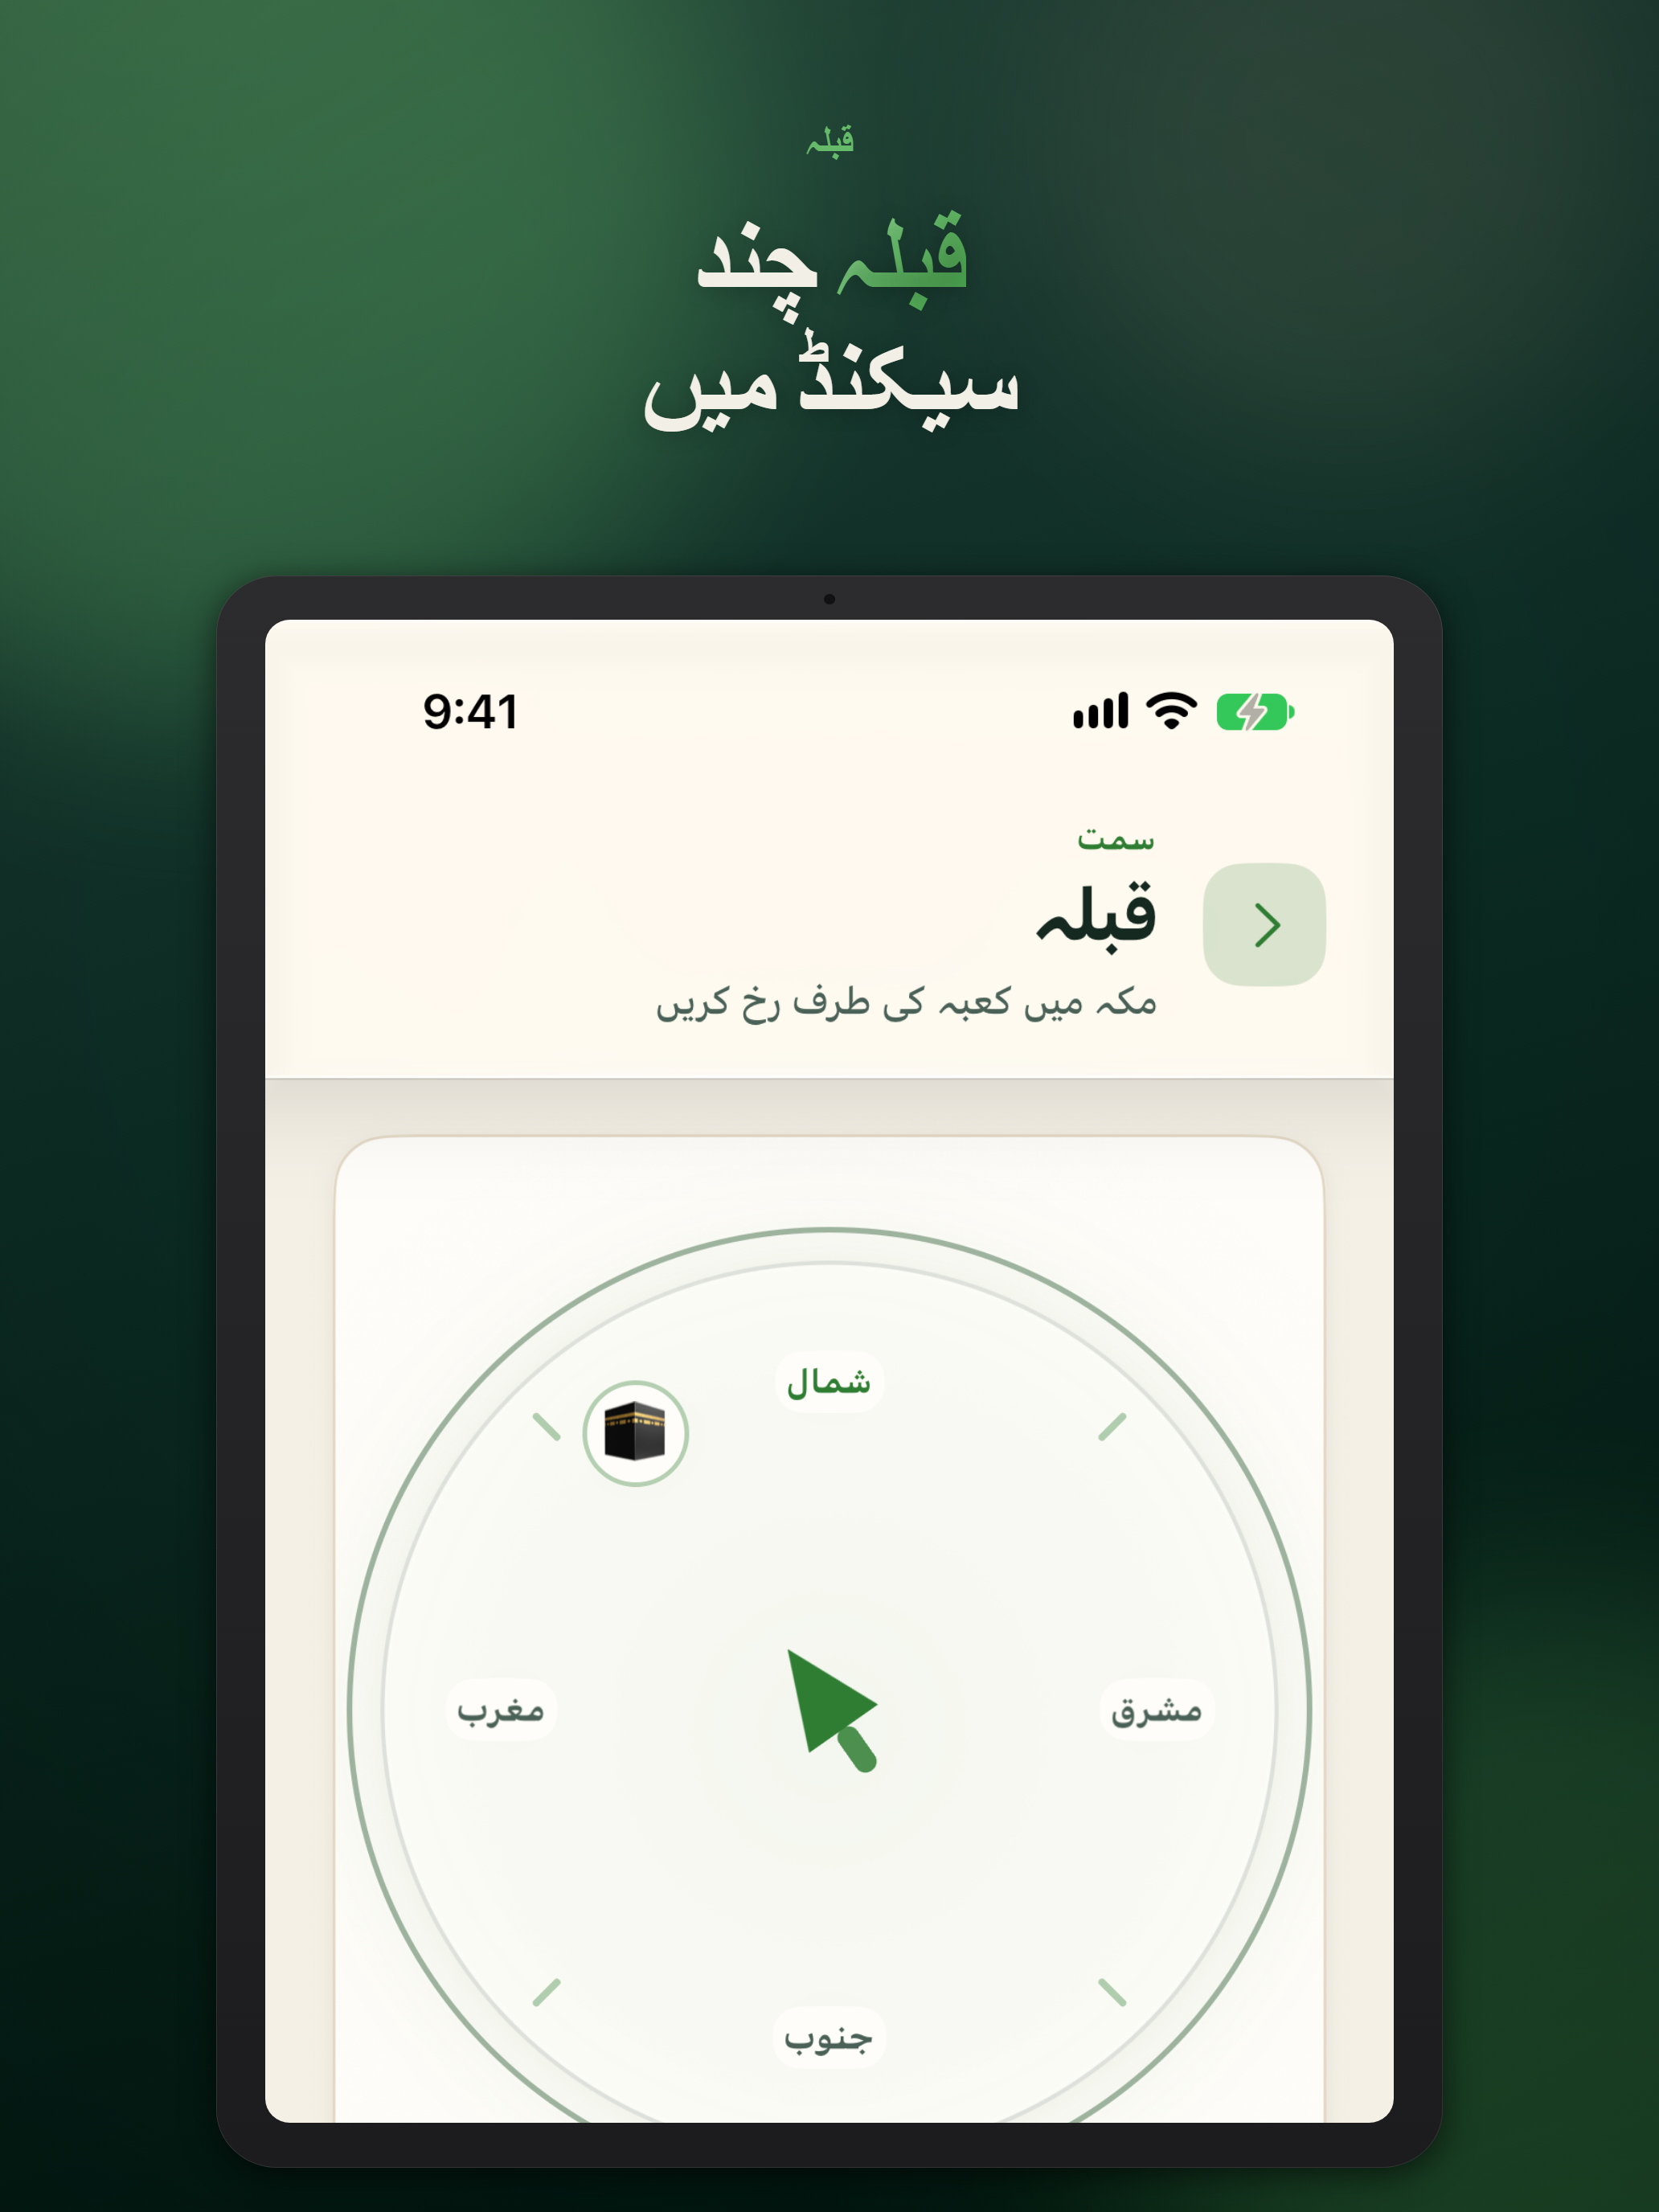 قبلہ
قبلہ چند
سیکنڈ میں
9:41
سمت
قبلہ
مکہ میں کعبہ کی طرف رخ کریں
شمال
مغرب
مشرق
جنوب